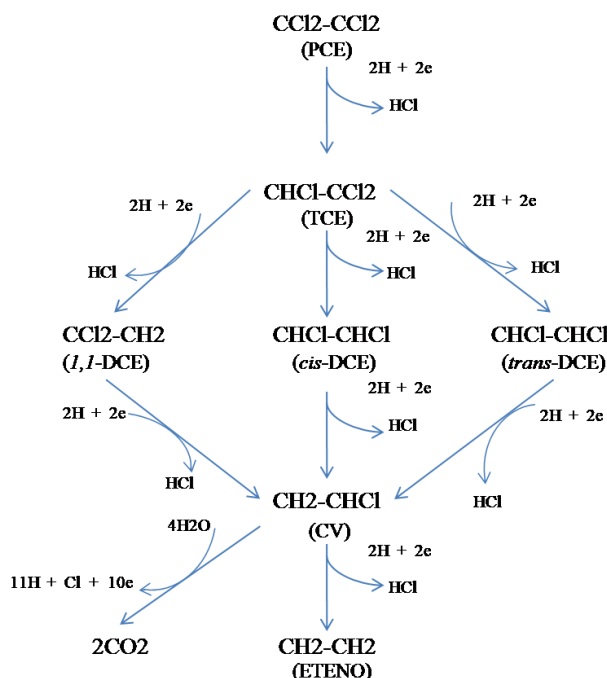 CCl2-CCl2
(PCE)
2H + 2e
HCl
CHCl-CCl2
(TCE)
2H + 2e
HCl
2H + 2e
HCl
2H + 2e
HCl
CCl2-CH2
(1,1-DCE)
CHCl-CHCl
(cis-DCE)
CHCl-CHCl
(trans-DCE)
2H + 2e
HCl
2H + 2e
HCl
2H + 2e
HCl
CH2-CHCl
(CV)
4H2O
11H + Cl + 10e
2H + 2e
HCl
2CO2
CH2-CH2
(ETENO)